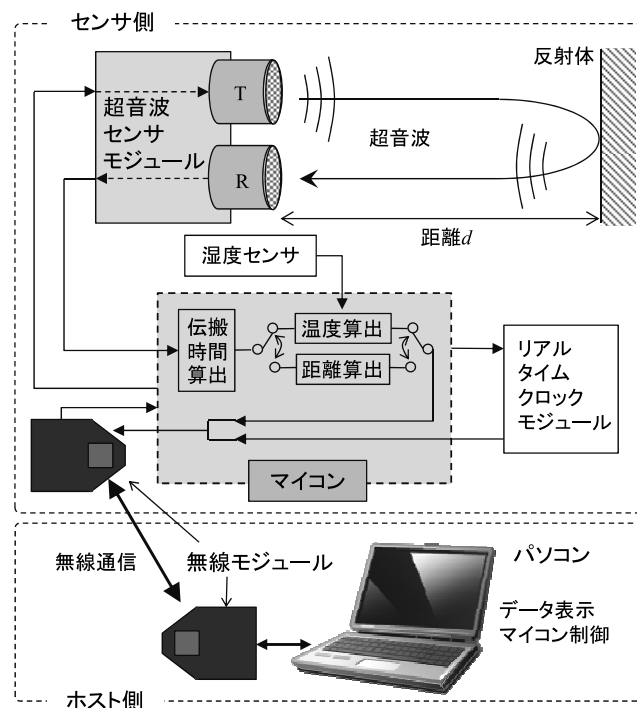 センサ側
超音波
センサ
モジュール
T
R
反射体
超音波
距離d
湿度センサ
伝搬
時間
算出
温度算出
距離算出
リアル
タイム
クロック
モジュール
マイコン
無線通信
無線モジュール
パソコン
データ表示
マイコン制御
ホスト側